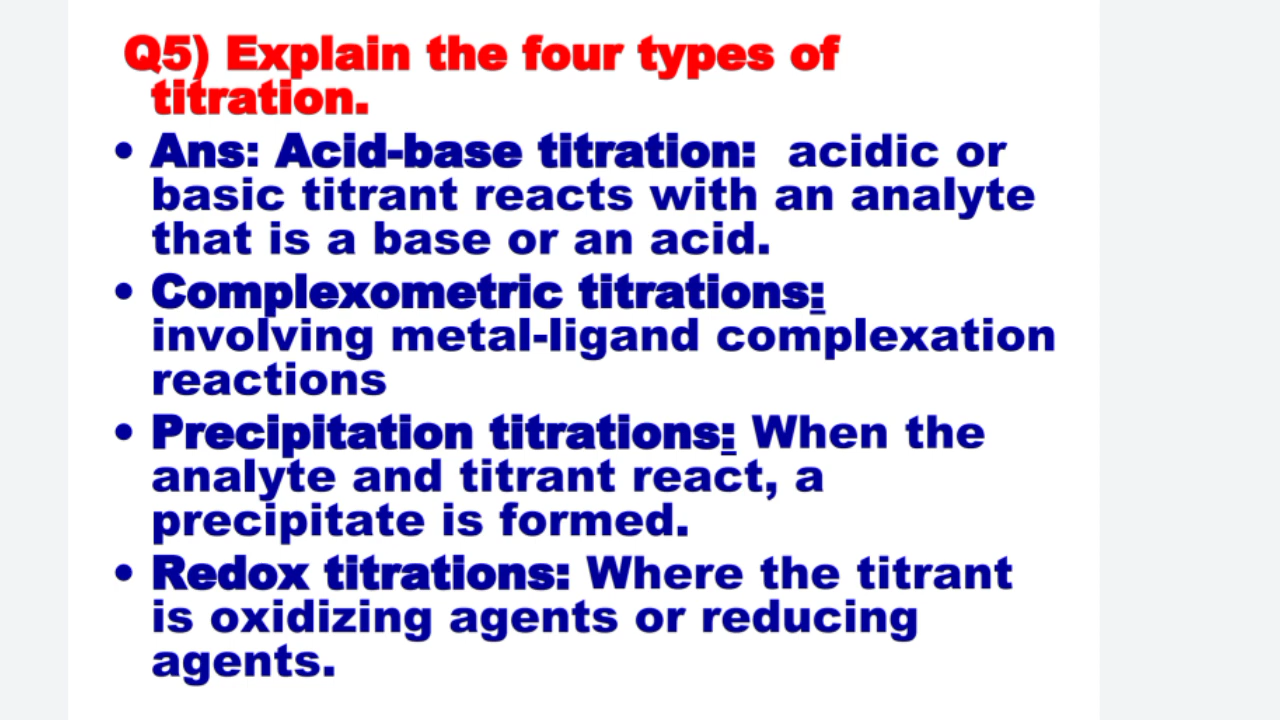 Q5) Explain the four types of
titration.
• Ans: Acid-base titration: acidic or
basic titrant reacts with an analyte
that is a base or an acid.
• Complexometric titrations:
involving metal-ligand complexation
reactions
• Precipitation titrations: When the
analyte and titrant react, a
precipitate is formed.
• Redox titrations: Where the titrant
is oxidizing agents or reducing
agents.